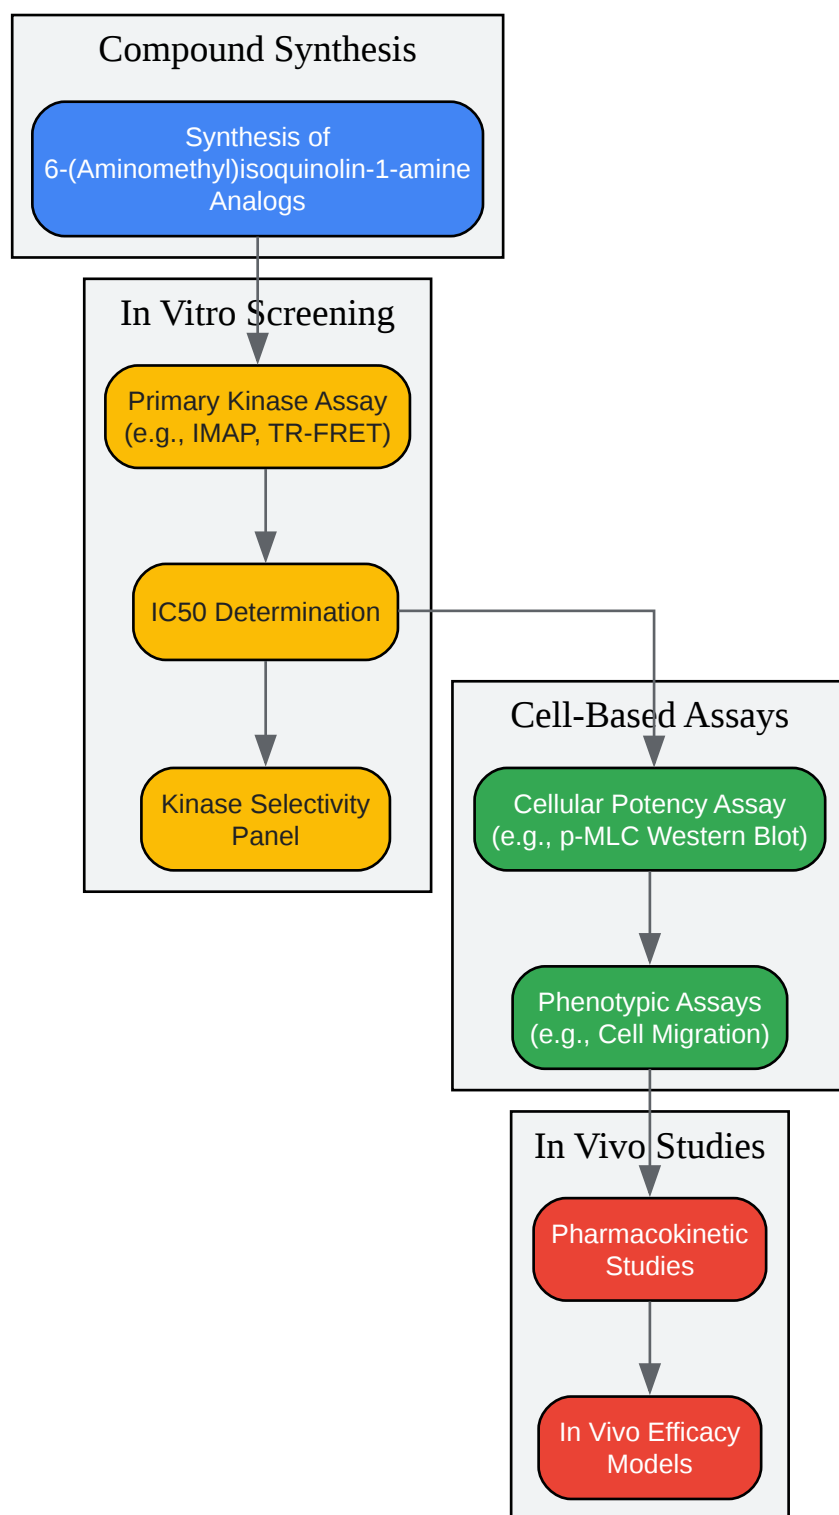 Compound Synthesis
Synthesis of
6-(Aminomethyl)isoquinolin-1-amine
Analogs
In Vitro Screening
Primary Kinase Assay
(e.g., IMAP, TR-FRET)
IC50 Determination
Kinase Selectivity
Panel
Cell-Based Assays
Cellular Potency Assay
(e.g., p-MLC Western Blot)
Phenotypic Assays
(e.g., Cell Migration)
In Vivo Studies
Pharmacokinetic
Studies
In Vivo Efficacy
Models